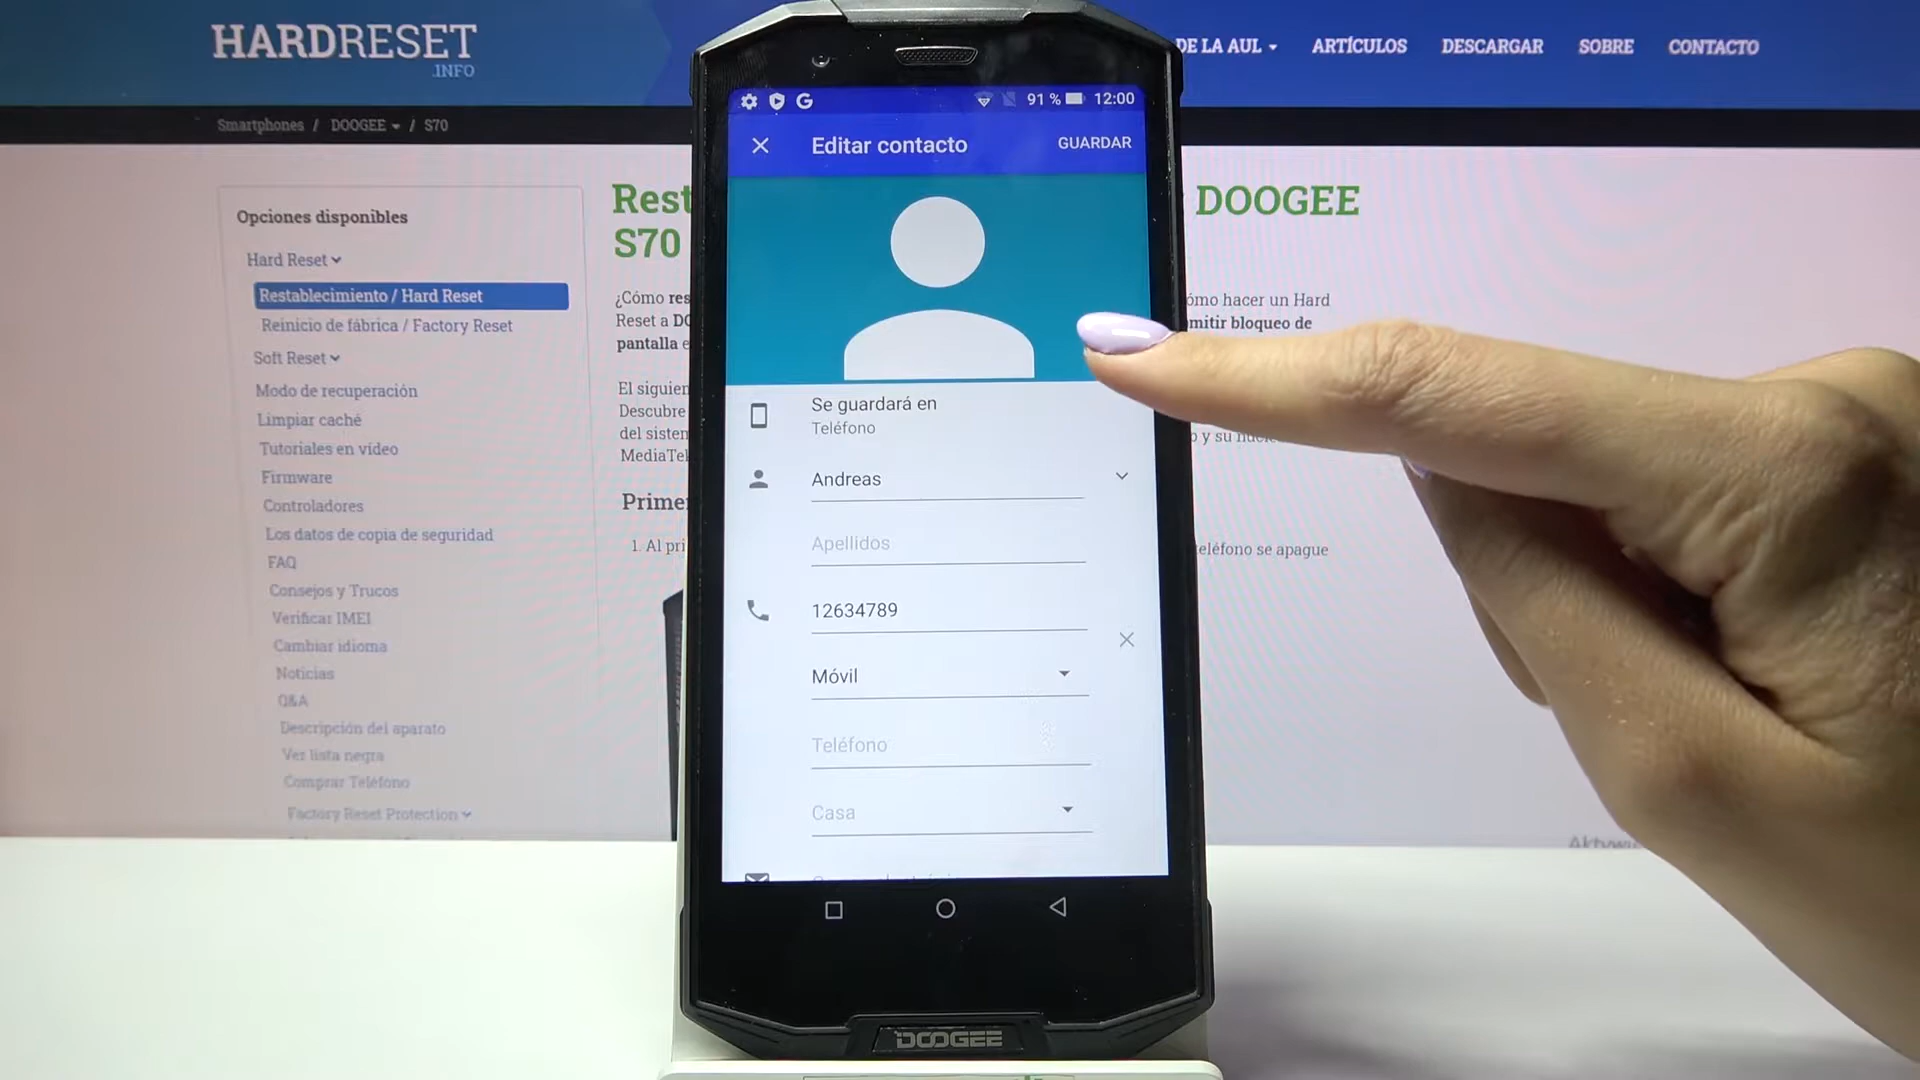 HARDRESET
.INFO
DE LA AUL
ARTÍCULOS
DESCARGAR
SOBRE
CONTACTO
Smartphones / DOOGEE / S70
Opciones disponibles
Hard Reset
Restablecimiento / Hard Reset
Reinicio de fábrica / Factory Reset
Soft Reset
Modo de recuperación
Limpiar caché
Tutoriales en vídeo
Firmware
Controladores
Los datos de copia de seguridad
FAQ
Consejos y Trucos
Verificar IMEI
Cambiar idioma
Noticias
Q&A
Descripción del aparato
Ver lista negra
Comprar Teléfono
Factory Reset Protection
Rest
DOOGEE
S70
¿Cómo res
ómo hacer un Hard
Reset a DO
mitir bloqueo de
pantalla e
El siguien
Descubre
del sisten
o y su
MediaTek
Primer
1. Al pri
teléfono se apague
G
91 %
12:00
Editar contacto
GUARDAR
Se guardará en
Teléfono
Andreas
Apellidos
12634789
Móvil
Teléfono
Casa
DOOGEE